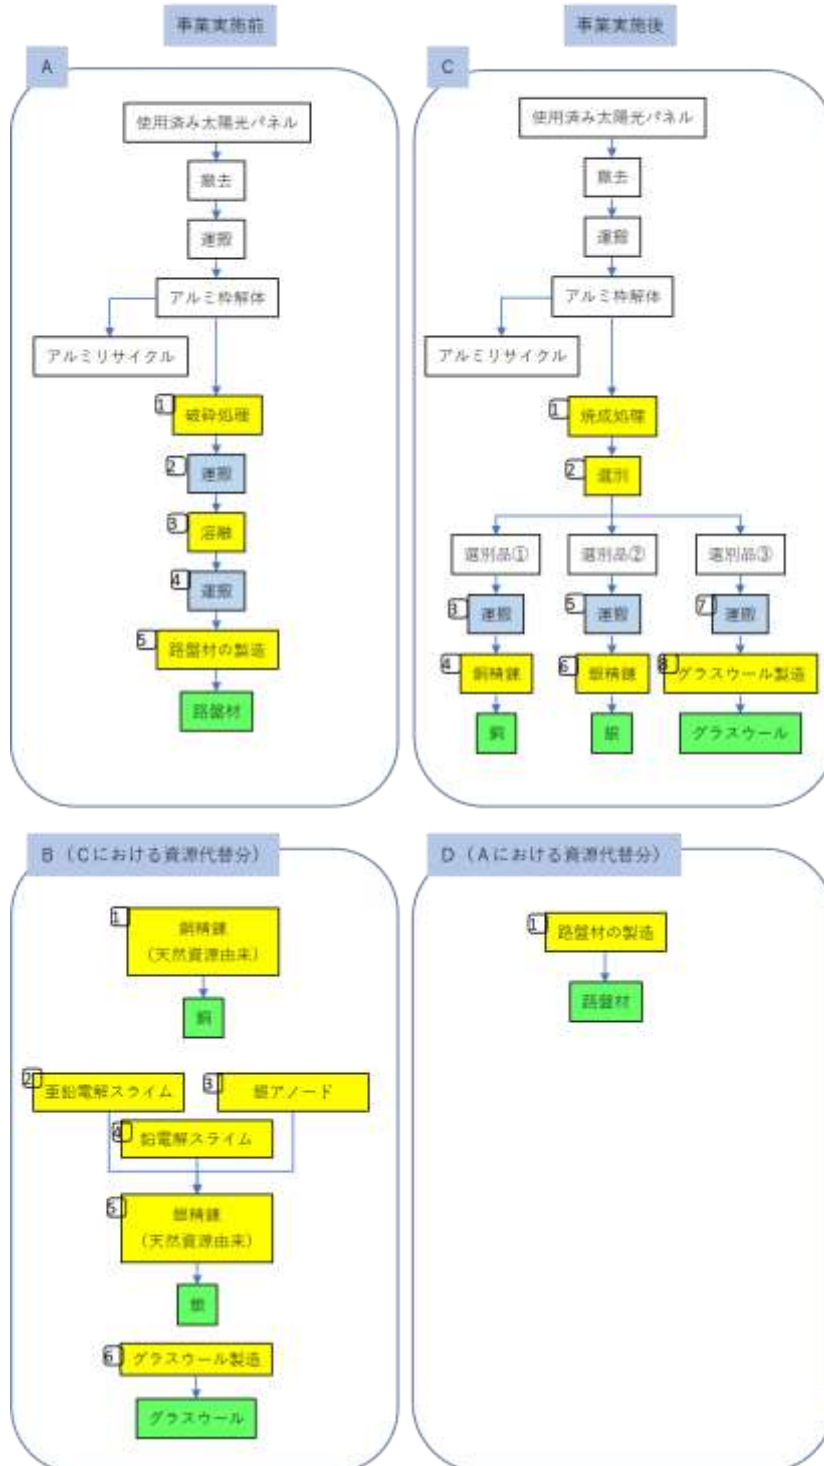 事業実施前
事業実施後
A
使用済み太陽光パネル
撤去
運搬
アルミ枠解体
アルミリサイクル
1
破砕処理
2
運搬
3
溶融
4
運搬
5
路盤材の製造
路盤材
C
使用済み太陽光パネル
撤去
運搬
アルミ枠解体
アルミリサイクル
1
焼成処理
2
選別
選別品①
選別品②
選別品③
3
運搬
5
運搬
7
運搬
4
銅精錬
6
銀精錬
8
グラスウール製造
銅
銀
グラスウール
B（Cにおける資源代替分）
1
銅精錬
（天然資源由来）
銅
2
亜鉛電解スライム
3
銀アノード
4
鉛電解スライム
5
銀精錬
（天然資源由来）
銀
6
グラスウール製造
グラスウール
D（Aにおける資源代替分）
1
路盤材の製造
路盤材